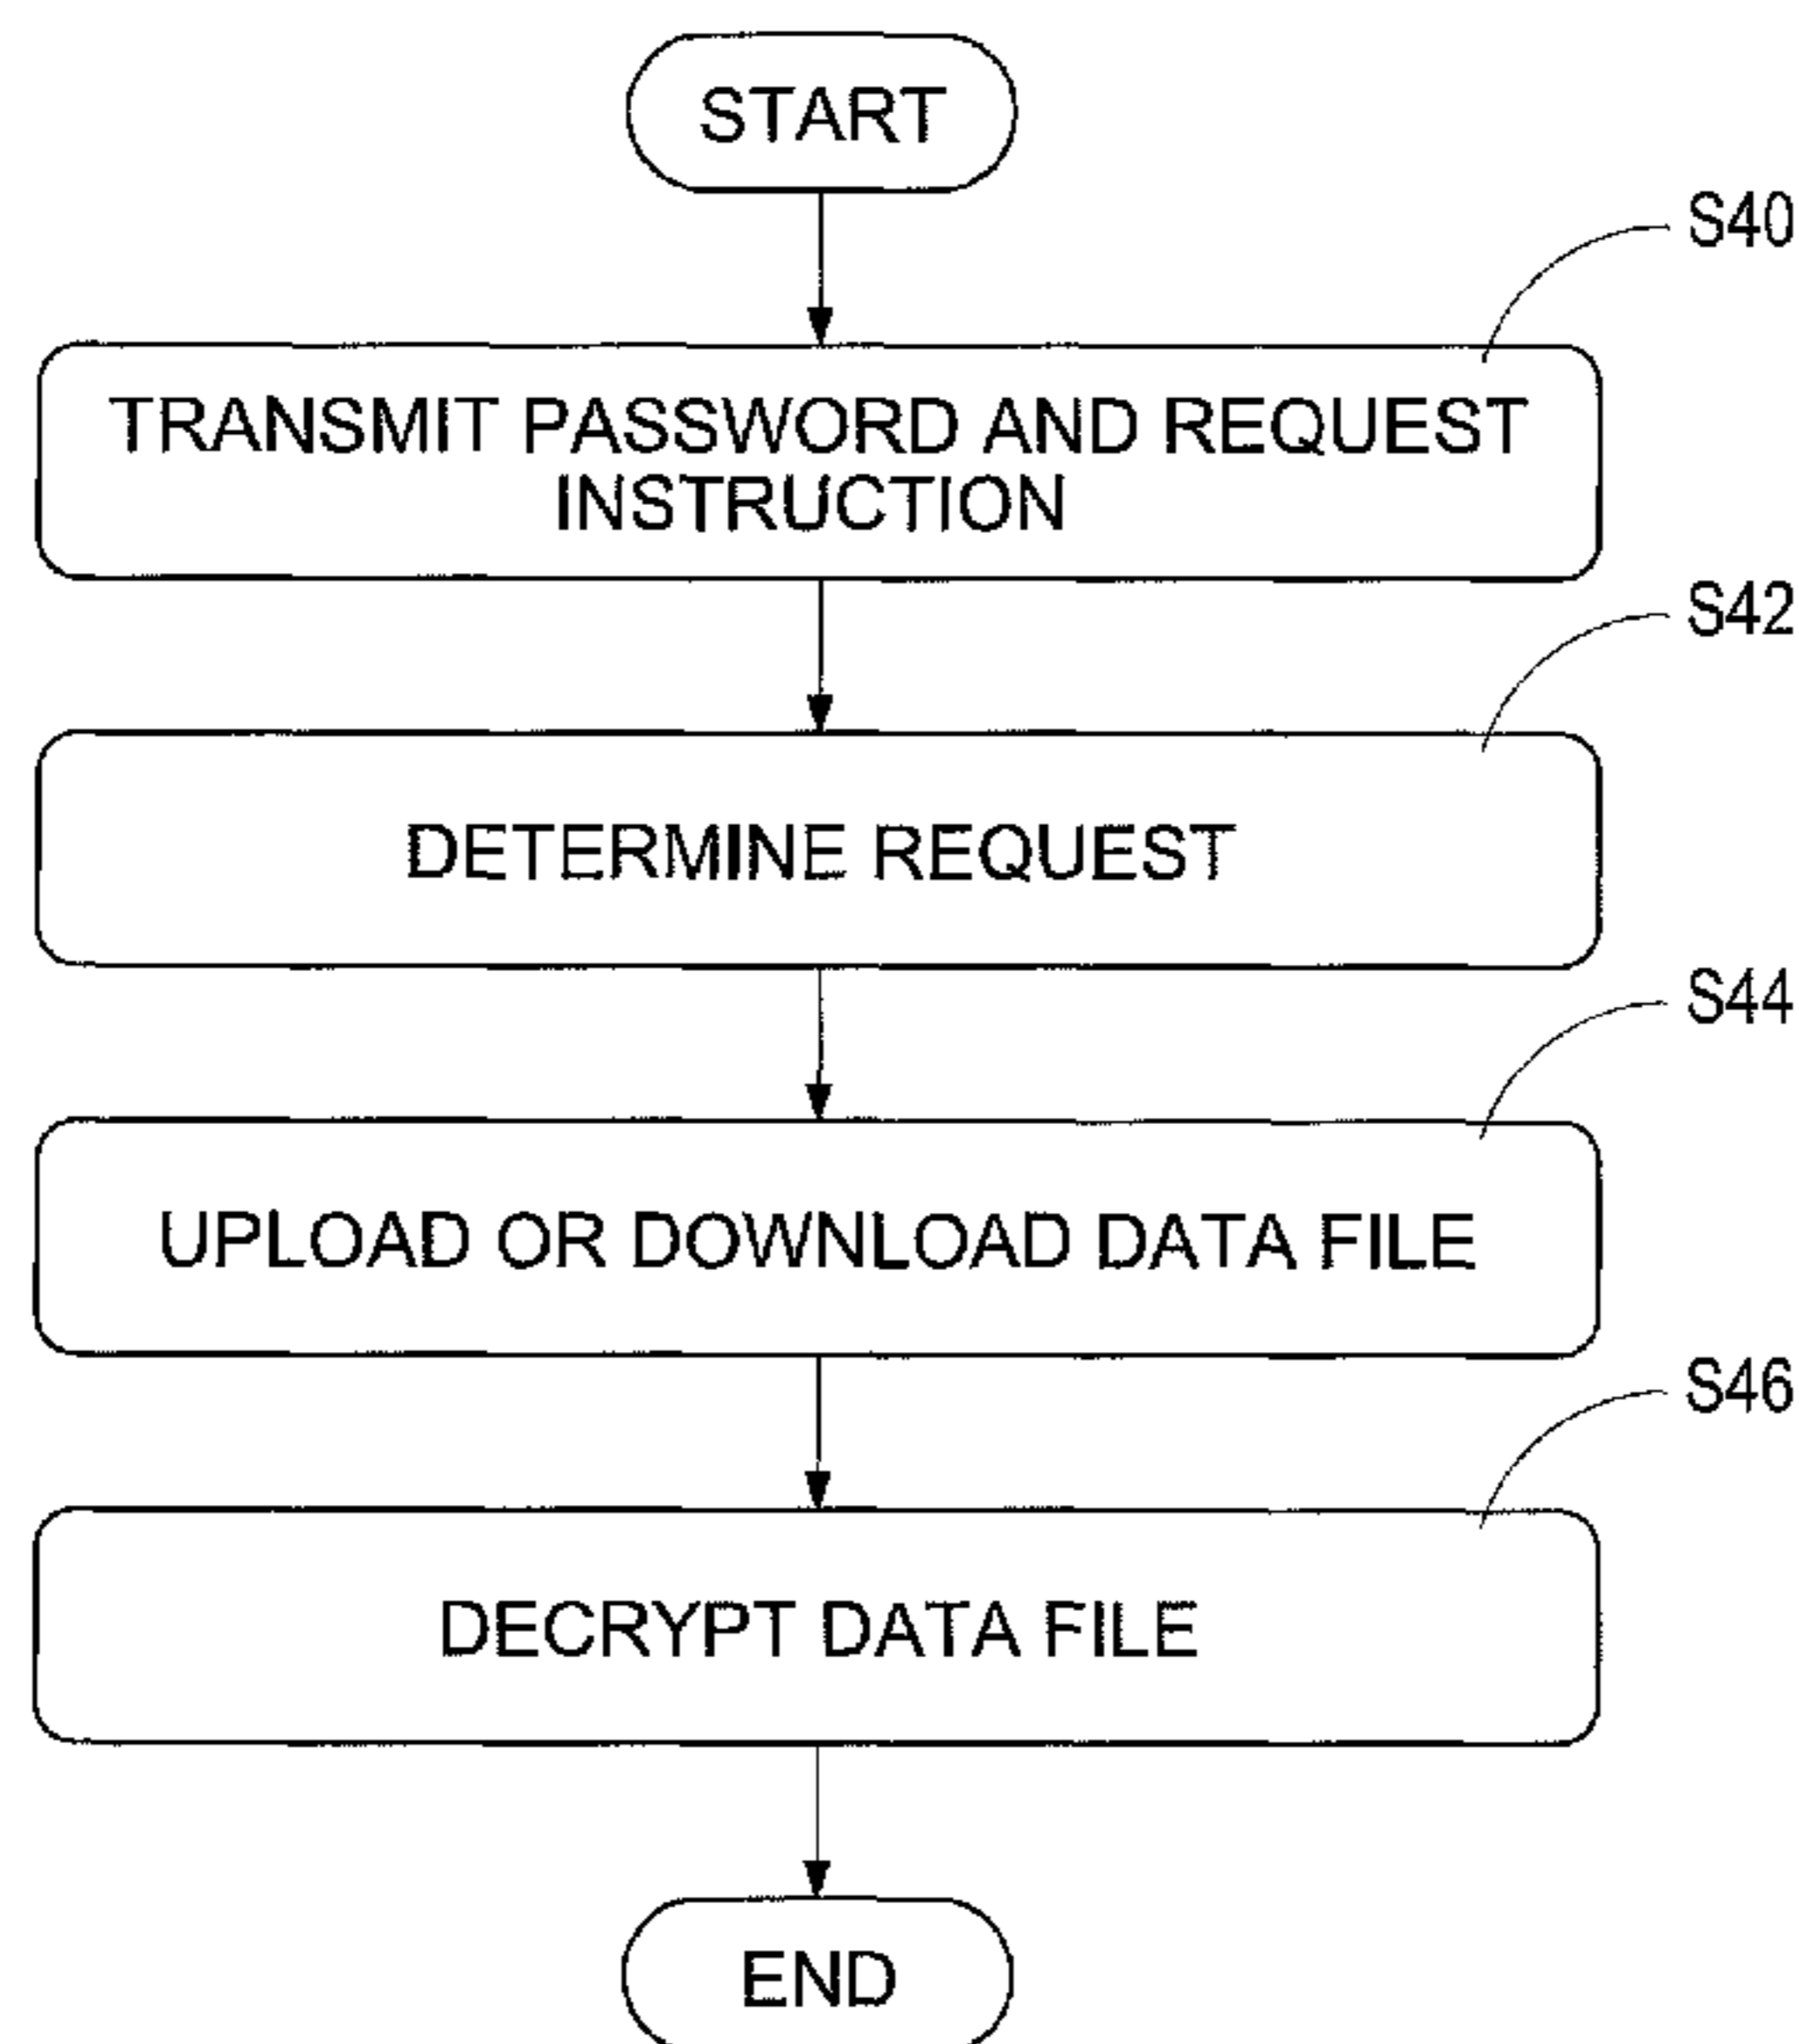 START
S40
TRANSMIT PASSWORD AND REQUEST
INSTRUCTION
S42
DETERMINE REQUEST
S44
UPLOAD OR DOWNLOAD DATA FILE
S46
DECRYPT DATA FILE
END